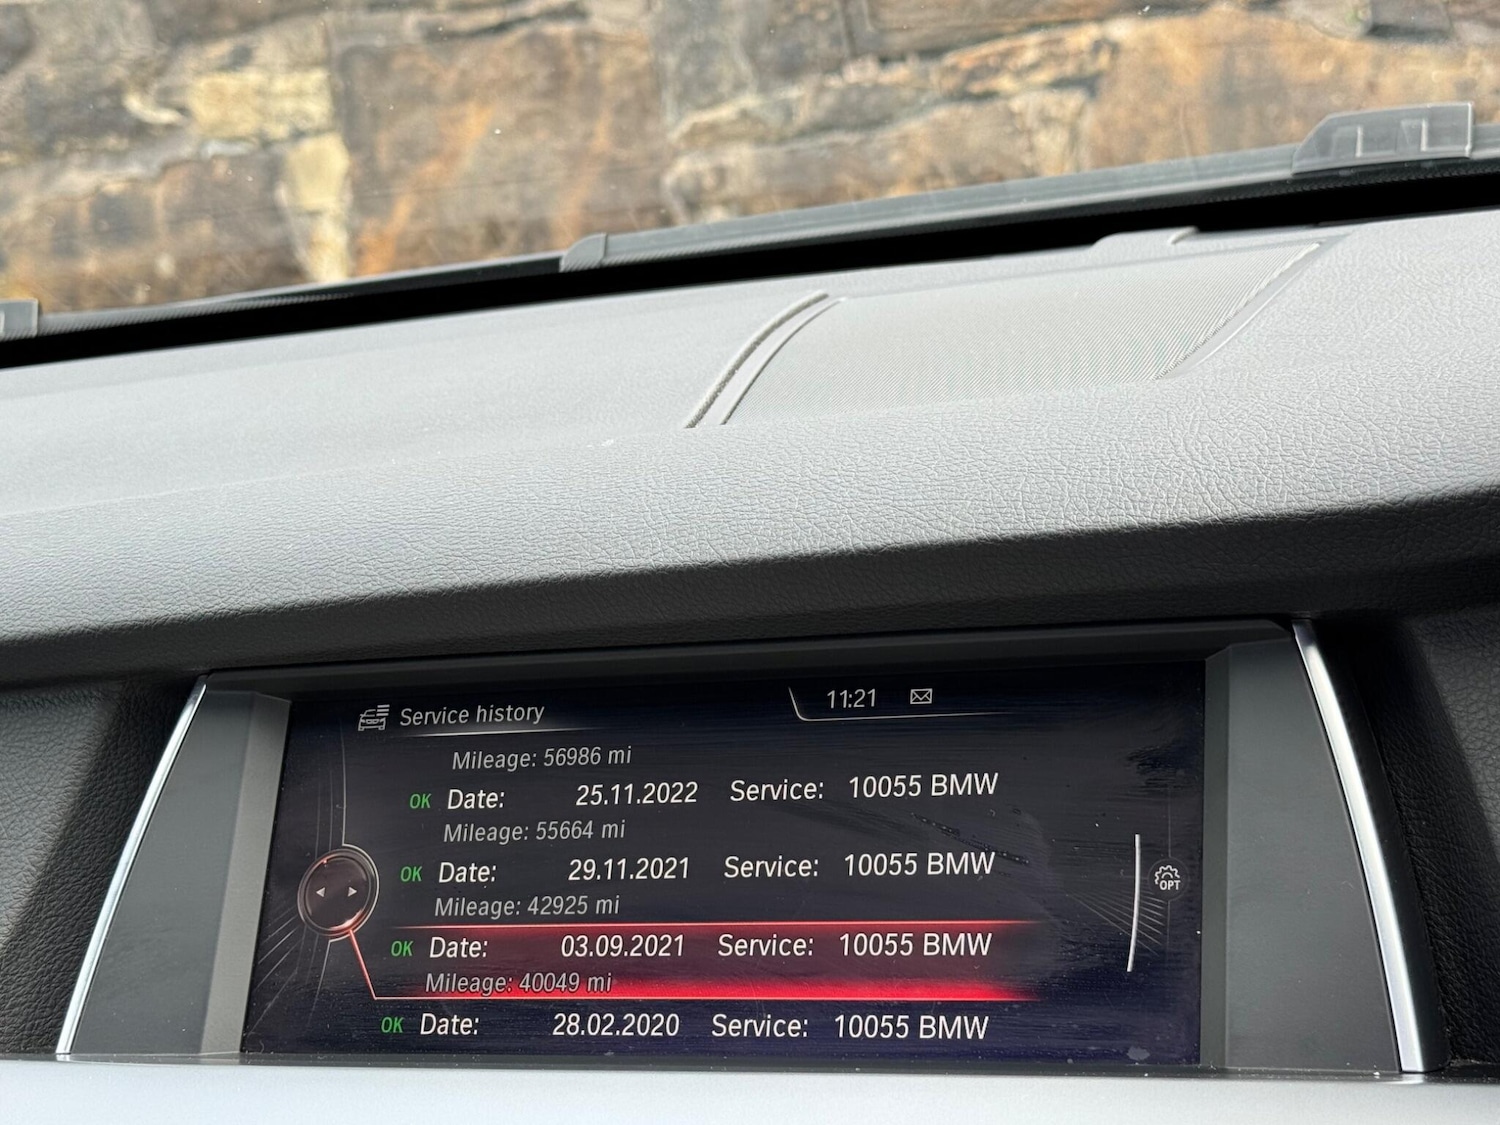 Service history 11:21
Mileage: 56986 mi
OK Date: 25.11.2022 Service: 10055 BMW
Mileage: 55664 mi
OK Date: 29.11.2021 Service: 10055 BMW
Mileage: 42925 mi
OK Date: 03.09.2021 Service: 10055 BMW
Mileage: 40049 mi
OK Date: 28.02.2020 Service: 10055 BMW
OPT